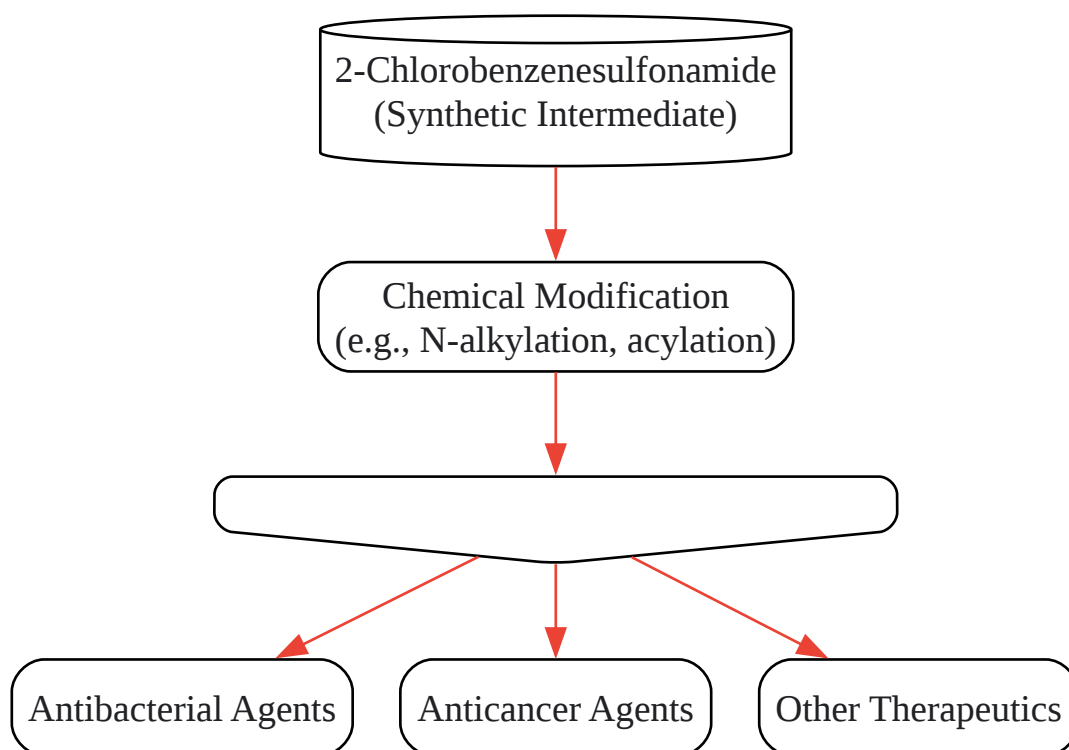 2-Chlorobenzenesulfonamide
(Synthetic Intermediate)
Chemical Modification
(e.g., N-alkylation, acylation)
Antibacterial Agents
Anticancer Agents
Other Therapeutics